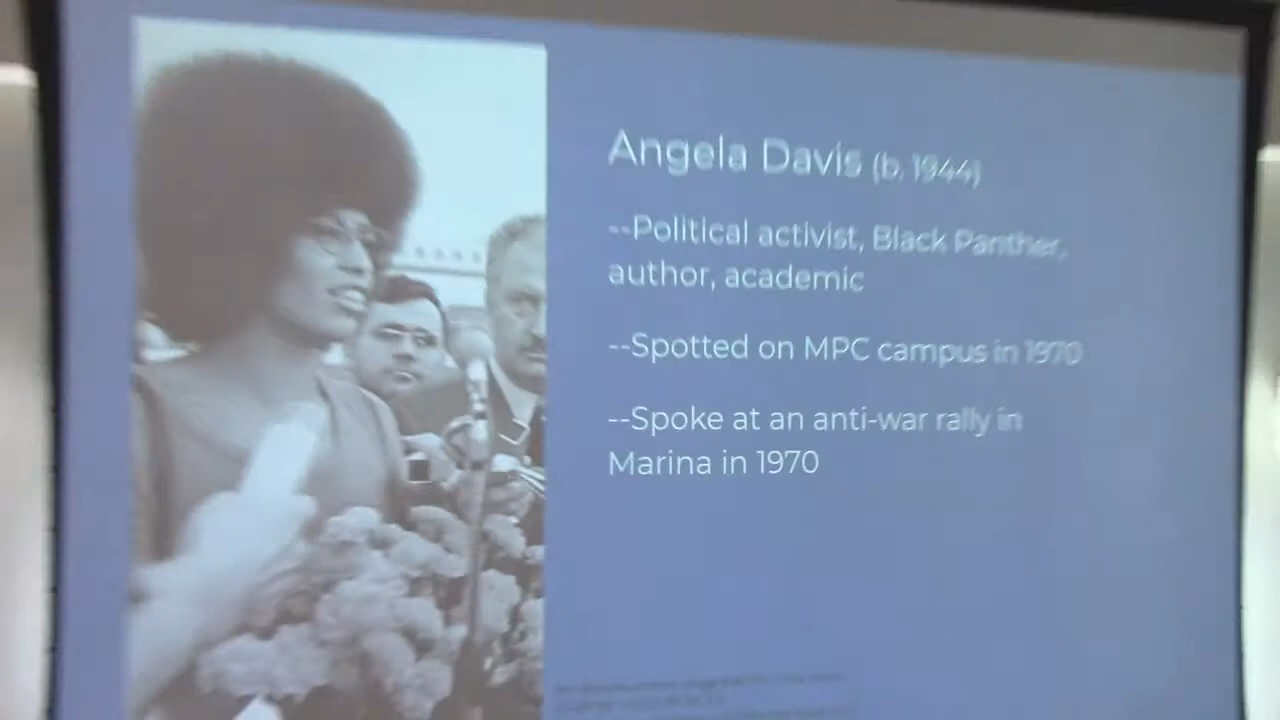 Angela Davis (b. 1944)
--Political activist, Black Panther,
author, academic
--Spotted on MPC campus in 1970
--Spoke at an anti-war rally in
Marina in 1970